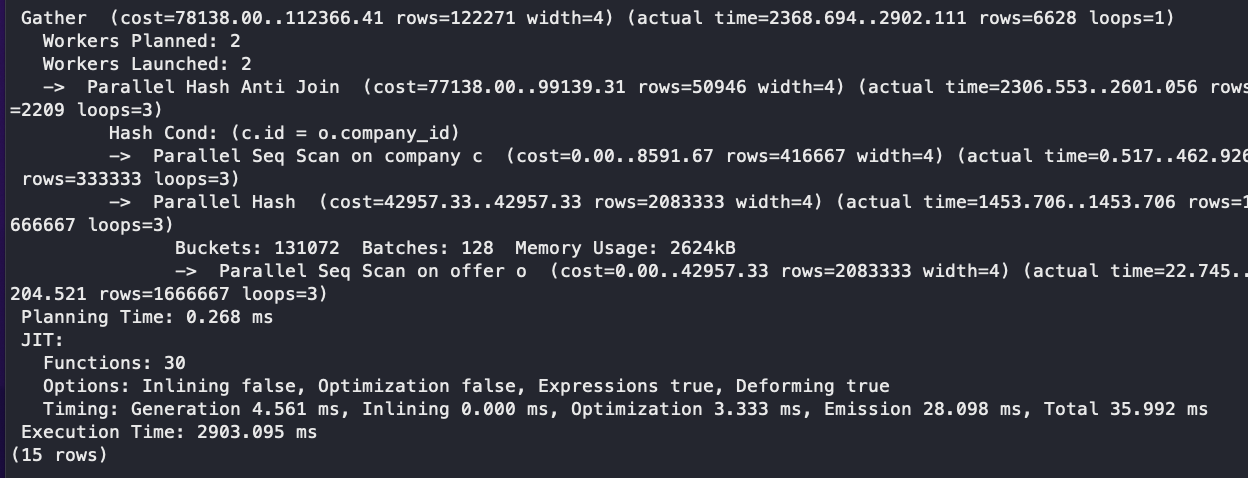 Gather  (cost=78138.00..112366.41 rows=122271 width=4) (actual time=2368.694..2902.111 rows=6628 loops=1)
Workers Planned: 2
Workers Launched: 2
->  Parallel Hash Anti Join  (cost=77138.00..99139.31 rows=50946 width=4) (actual time=2306.553..2601.056 rows
=2209 loops=3)
Hash Cond: (c.id = o.company_id)
->  Parallel Seq Scan on company c  (cost=0.00..8591.67 rows=416667 width=4) (actual time=0.517..462.926
rows=333333 loops=3)
->  Parallel Hash  (cost=42957.33..42957.33 rows=2083333 width=4) (actual time=1453.706..1453.706 rows=1
666667 loops=3)
Buckets: 131072  Batches: 128  Memory Usage: 2624kB
->  Parallel Seq Scan on offer o  (cost=0.00..42957.33 rows=2083333 width=4) (actual time=22.745..
204.521 rows=1666667 loops=3)
Planning Time: 0.268 ms
JIT:
Functions: 30
Options: Inlining false, Optimization false, Expressions true, Deforming true
Timing: Generation 4.561 ms, Inlining 0.000 ms, Optimization 3.333 ms, Emission 28.098 ms, Total 35.992 ms
Execution Time: 2903.095 ms
(15 rows)